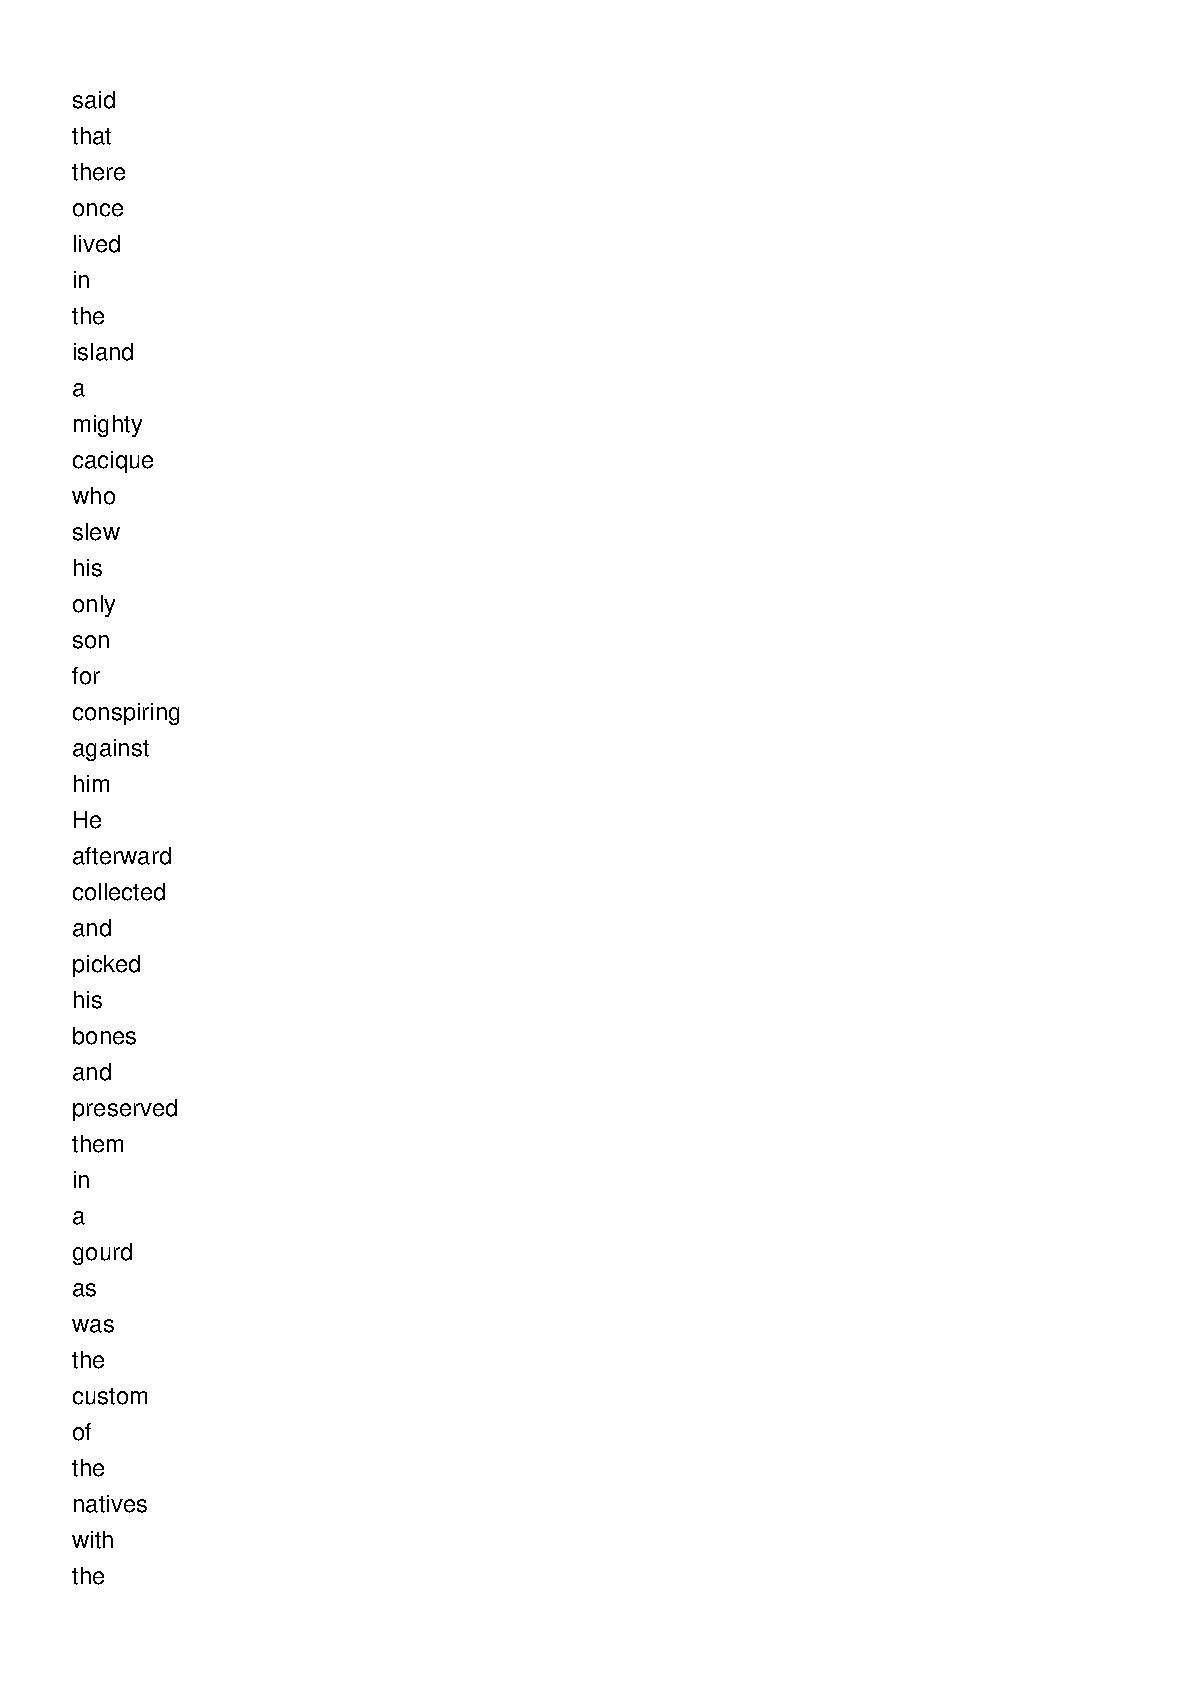 said
that
there
once
lived
in
the
island
a
mighty
cacique
who
slew
his
only
son
for
conspiring
against
him
He
afterward
collected
and
picked
his
bones
and
preserved
them
in
a
gourd
as
was
the
custom
of
the
natives
with
the